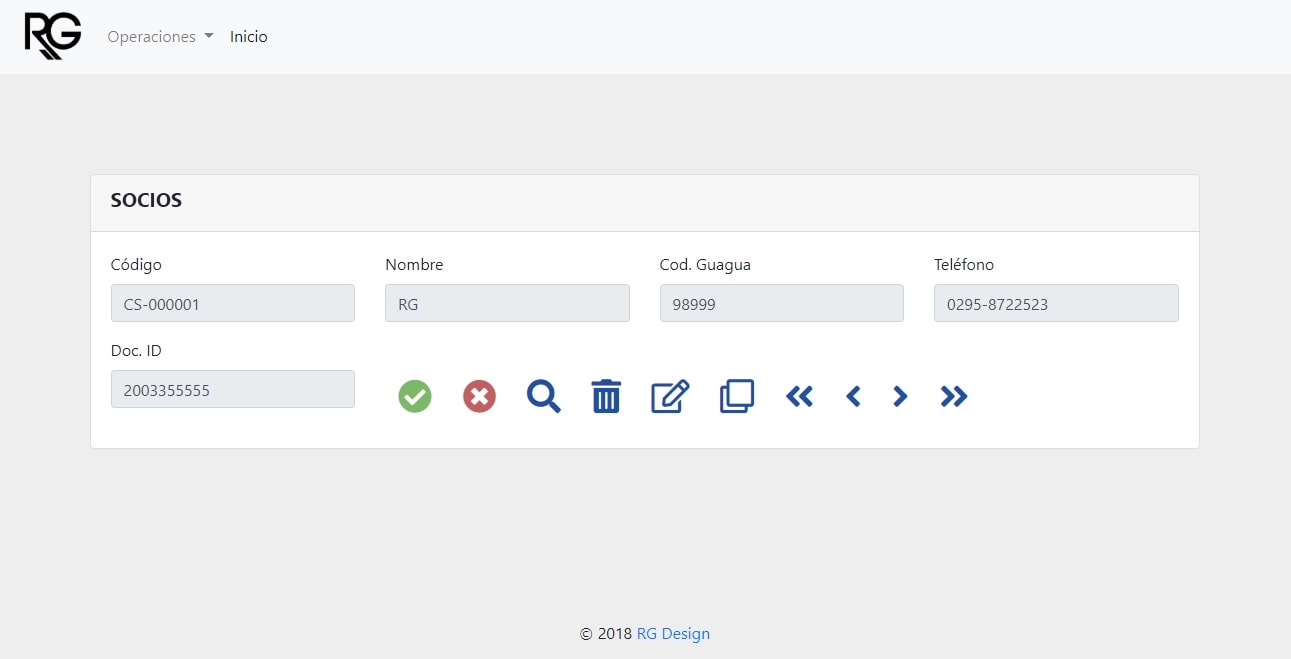 RG
Operaciones Inicio
SOCIOS
Código Nombre Cod. Guagua Teléfono
CS-000001 RG 98999 0295-8722523
Doc. ID
2003355555
© 2018 RG Design